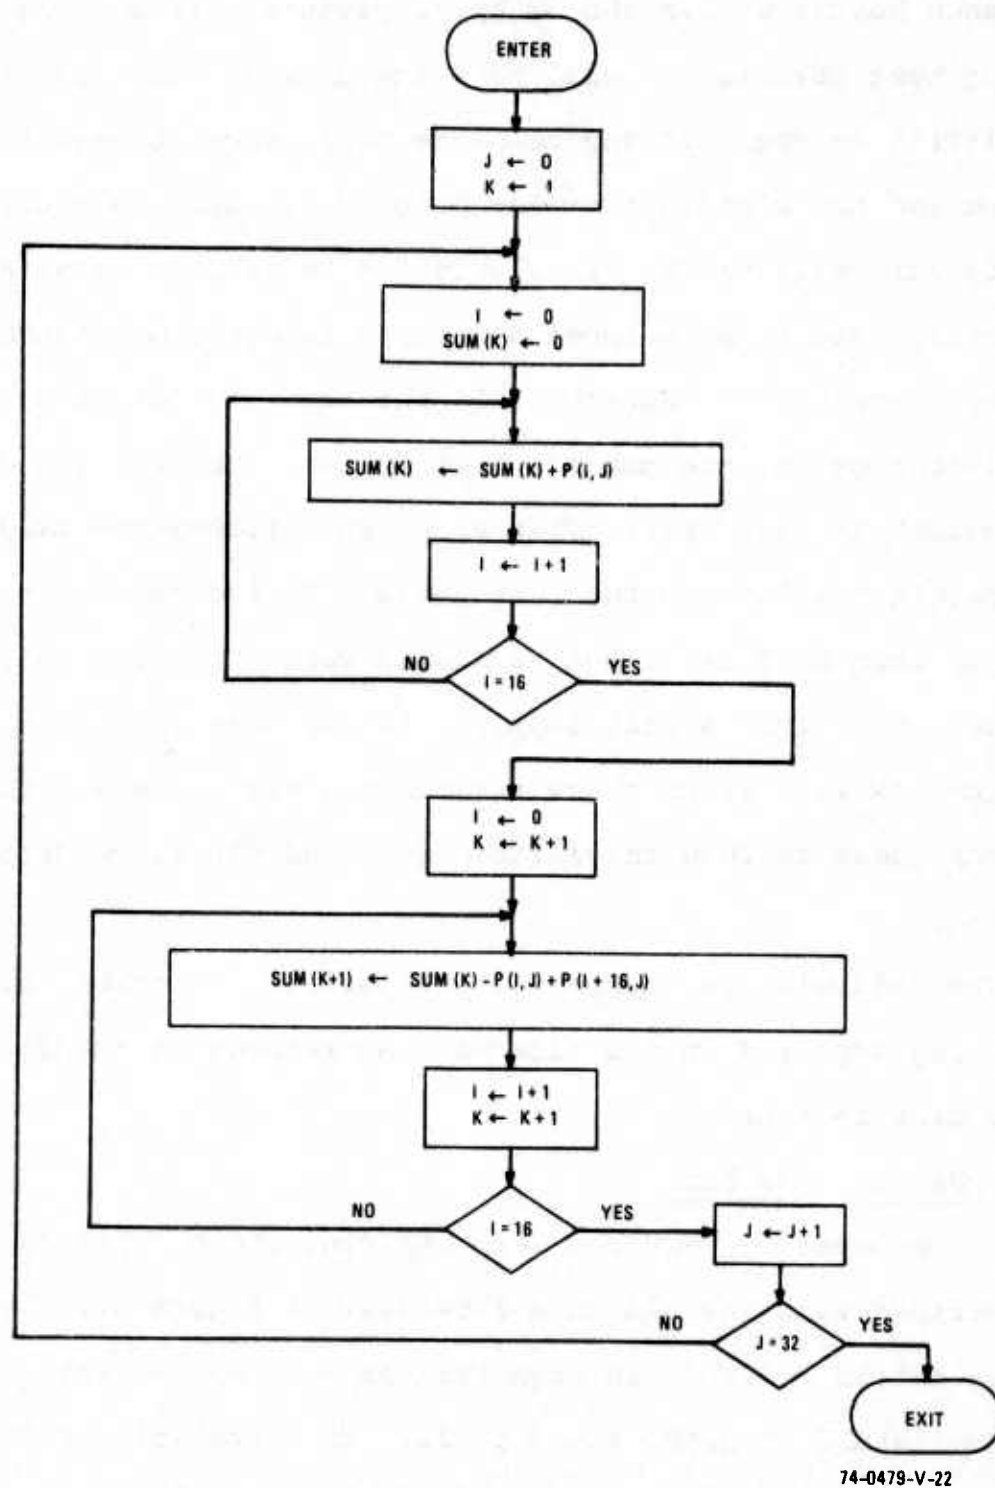 ENTER
J ← 0
K ← 1
I ← 0
SUM (K) ← 0
SUM (K) ← SUM (K) + P (I, J)
I ← I + 1
NO
I = 16
YES
I ← 0
K ← K + 1
SUM (K+1) ← SUM (K) - P (I, J) + P (I + 16, J)
I ← I + 1
K ← K + 1
NO
I = 16
YES
J ← J + 1
NO
J = 32
YES
EXIT
74-0479-V-22